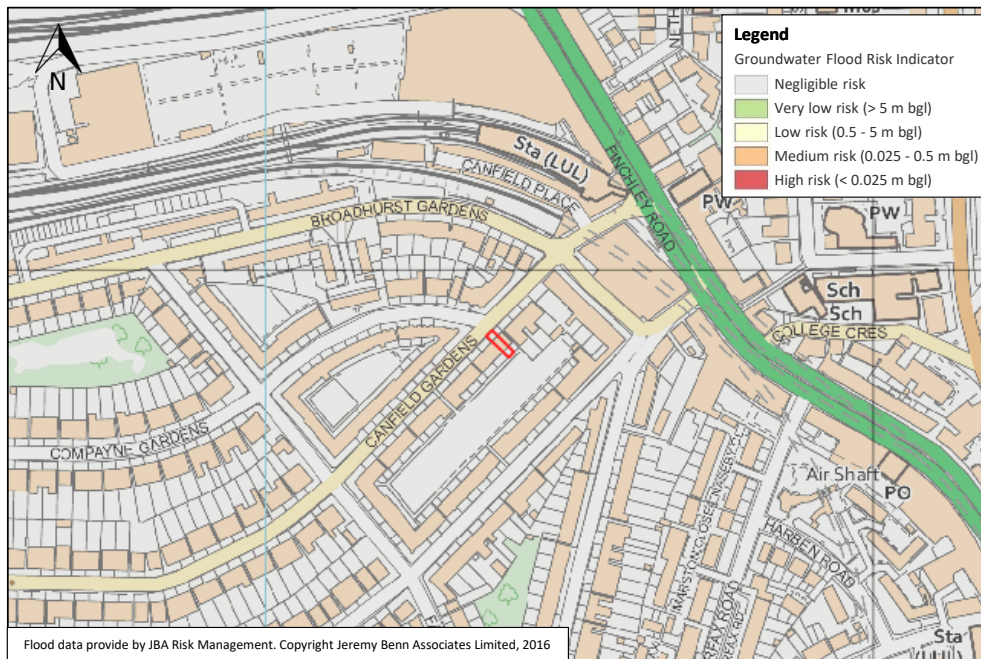 N
Legend
Groundwater Flood Risk Indicator
Negligible risk
Very low risk (> 5 m bgl)
Low risk (0.5 - 5 m bgl)
Medium risk (0.025 - 0.5 m bgl)
High risk (< 0.025 m bgl)
Sta (LUL)
CANFIELD PLACE
FINCHLEY ROAD
PW
PW
BROADHURST GARDENS
Sch
Sch
COLLEGE CRES
CANFIELD GARDENS
COMPAYNE GARDENS
Air Shaft
PO
NASEBY C
MARSTON CLOSE
HARBEN ROAD
Sta
Flood data provide by JBA Risk Management. Copyright Jeremy Benn Associates Limited, 2016